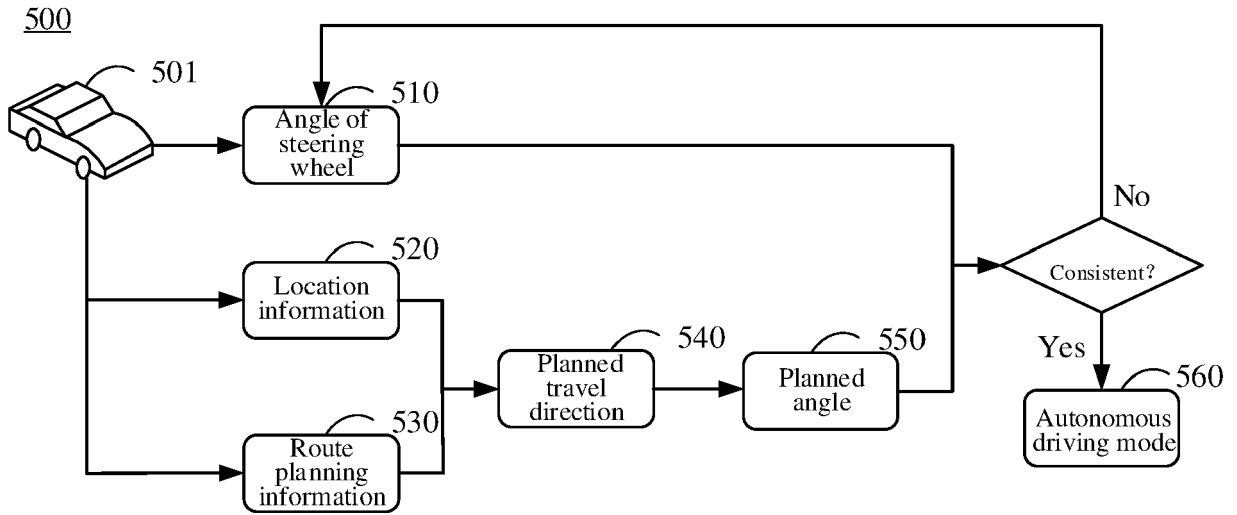 500
501
510
Angle of
steering
wheel
No
520
Location
information
Consistent?
540
Planned
travel
direction
550
Planned
angle
Yes
560
Autonomous
driving mode
530
Route
planning
information